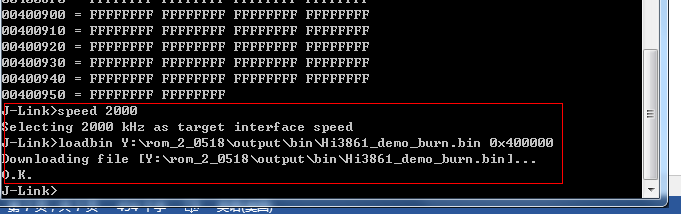 00400900 = FFFFFFFF FFFFFFFF FFFFFFFF FFFFFFFF
00400910 = FFFFFFFF FFFFFFFF FFFFFFFF FFFFFFFF
00400920 = FFFFFFFF FFFFFFFF FFFFFFFF FFFFFFFF
00400930 = FFFFFFFF FFFFFFFF FFFFFFFF FFFFFFFF
00400940 = FFFFFFFF FFFFFFFF FFFFFFFF FFFFFFFF
00400950 = FFFFFFFF FFFFFFFF
J-Link>speed 2000
Selecting 2000 kHz as target interface speed
J-Link>loadbin Y:\rom_2_0518\output\bin\Hi3861_demo_burn.bin 0x400000
Downloading file [Y:\rom_2_0518\output\bin\Hi3861_demo_burn.bin]...
O.K.
J-Link>